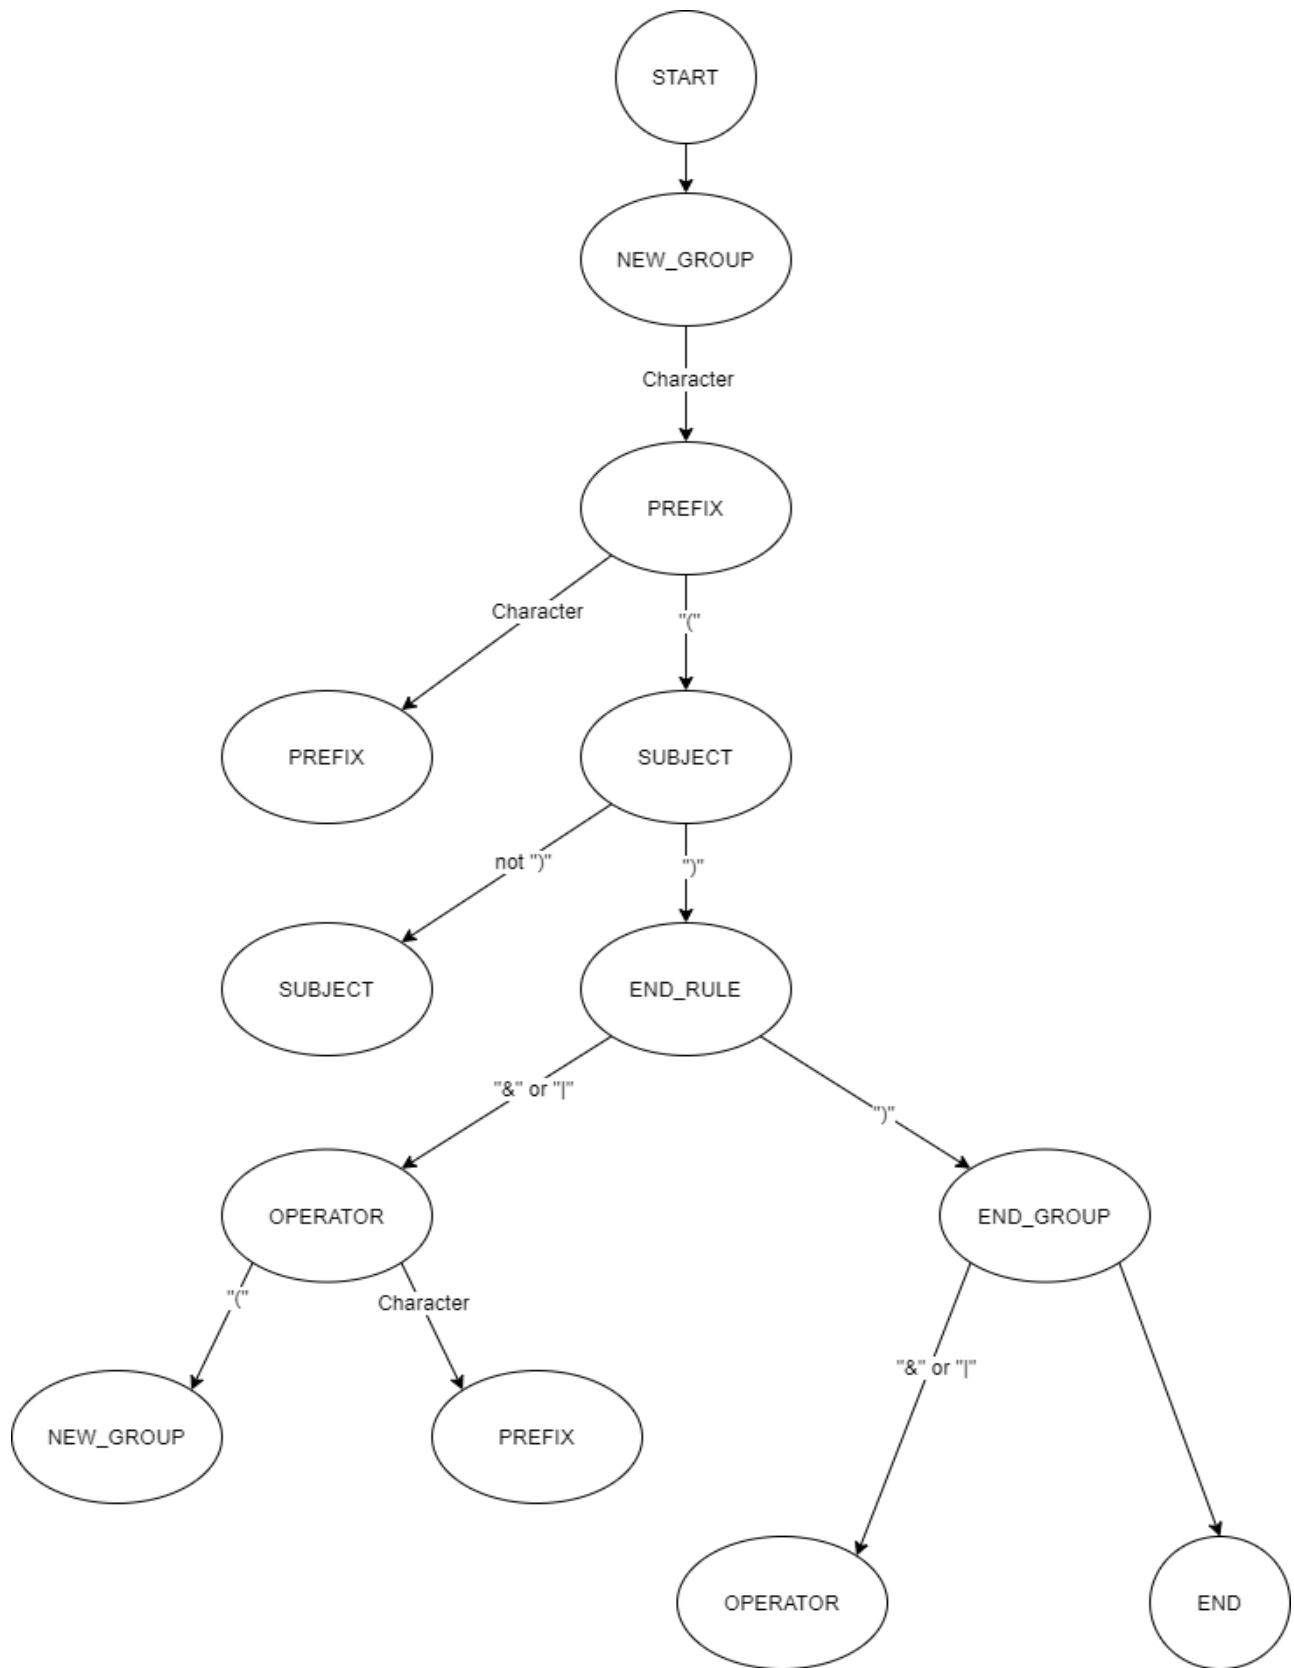 START
NEW_GROUP
Character
PREFIX
Character
"("
PREFIX
SUBJECT
not ")"
")"
SUBJECT
END_RULE
"&" or "|"
")"
OPERATOR
END_GROUP
"("
Character
"&" or "|"
NEW_GROUP
PREFIX
OPERATOR
END